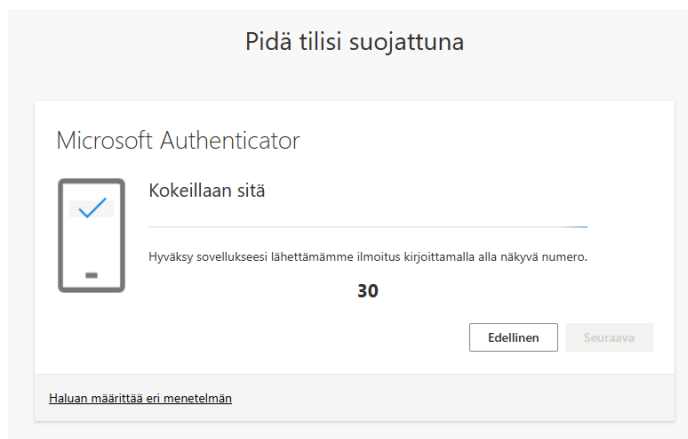 Pidä tilisi suojattuna
Microsoft Authenticator
Kokeillaan sitä
Hyväksy sovellukseesi lähettämämme ilmoitus kirjoittamalla alla näkyvä numero.
30
Edellinen
Seuraava
Haluan määrittää eri menetelmän